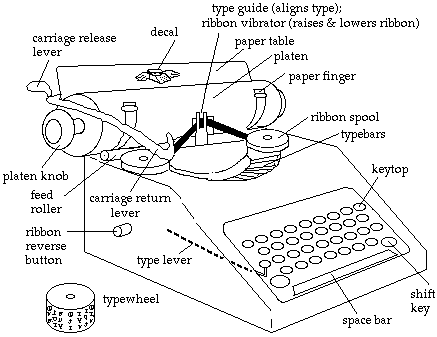 type guide (aligns type);
ribbon vibrator (raises & lowers ribbon)
carriage release
lever
decal
paper table
platen
paper finger
ribbon spool
typebars
keytop
platen knob
feed
roller
carriage return
lever
ribbon
reverse
button
type lever
typewheel
shift
key
space bar